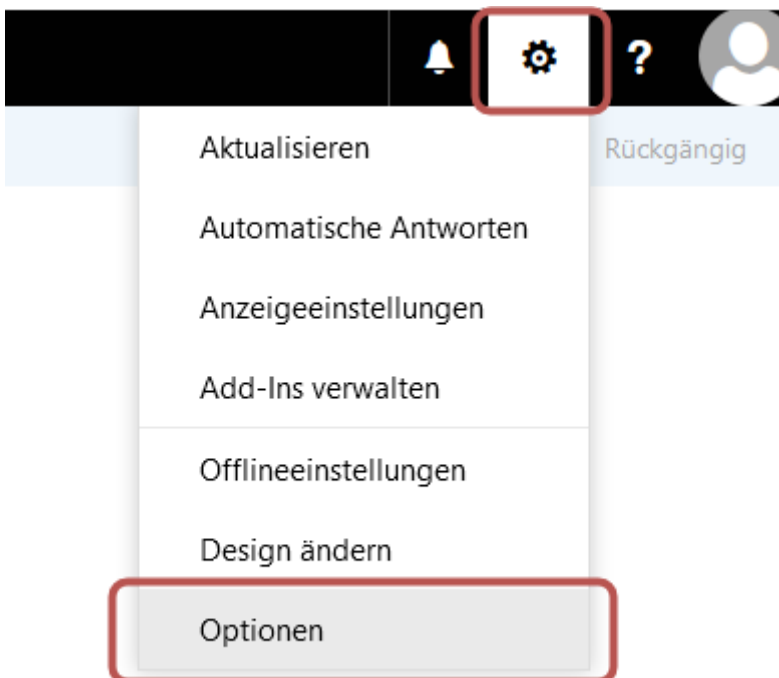 ?
Aktualisieren
Rückgängig
Automatische Antworten
Anzeigeeinstellungen
Add-Ins verwalten
Offlineeinstellungen
Design ändern
Optionen